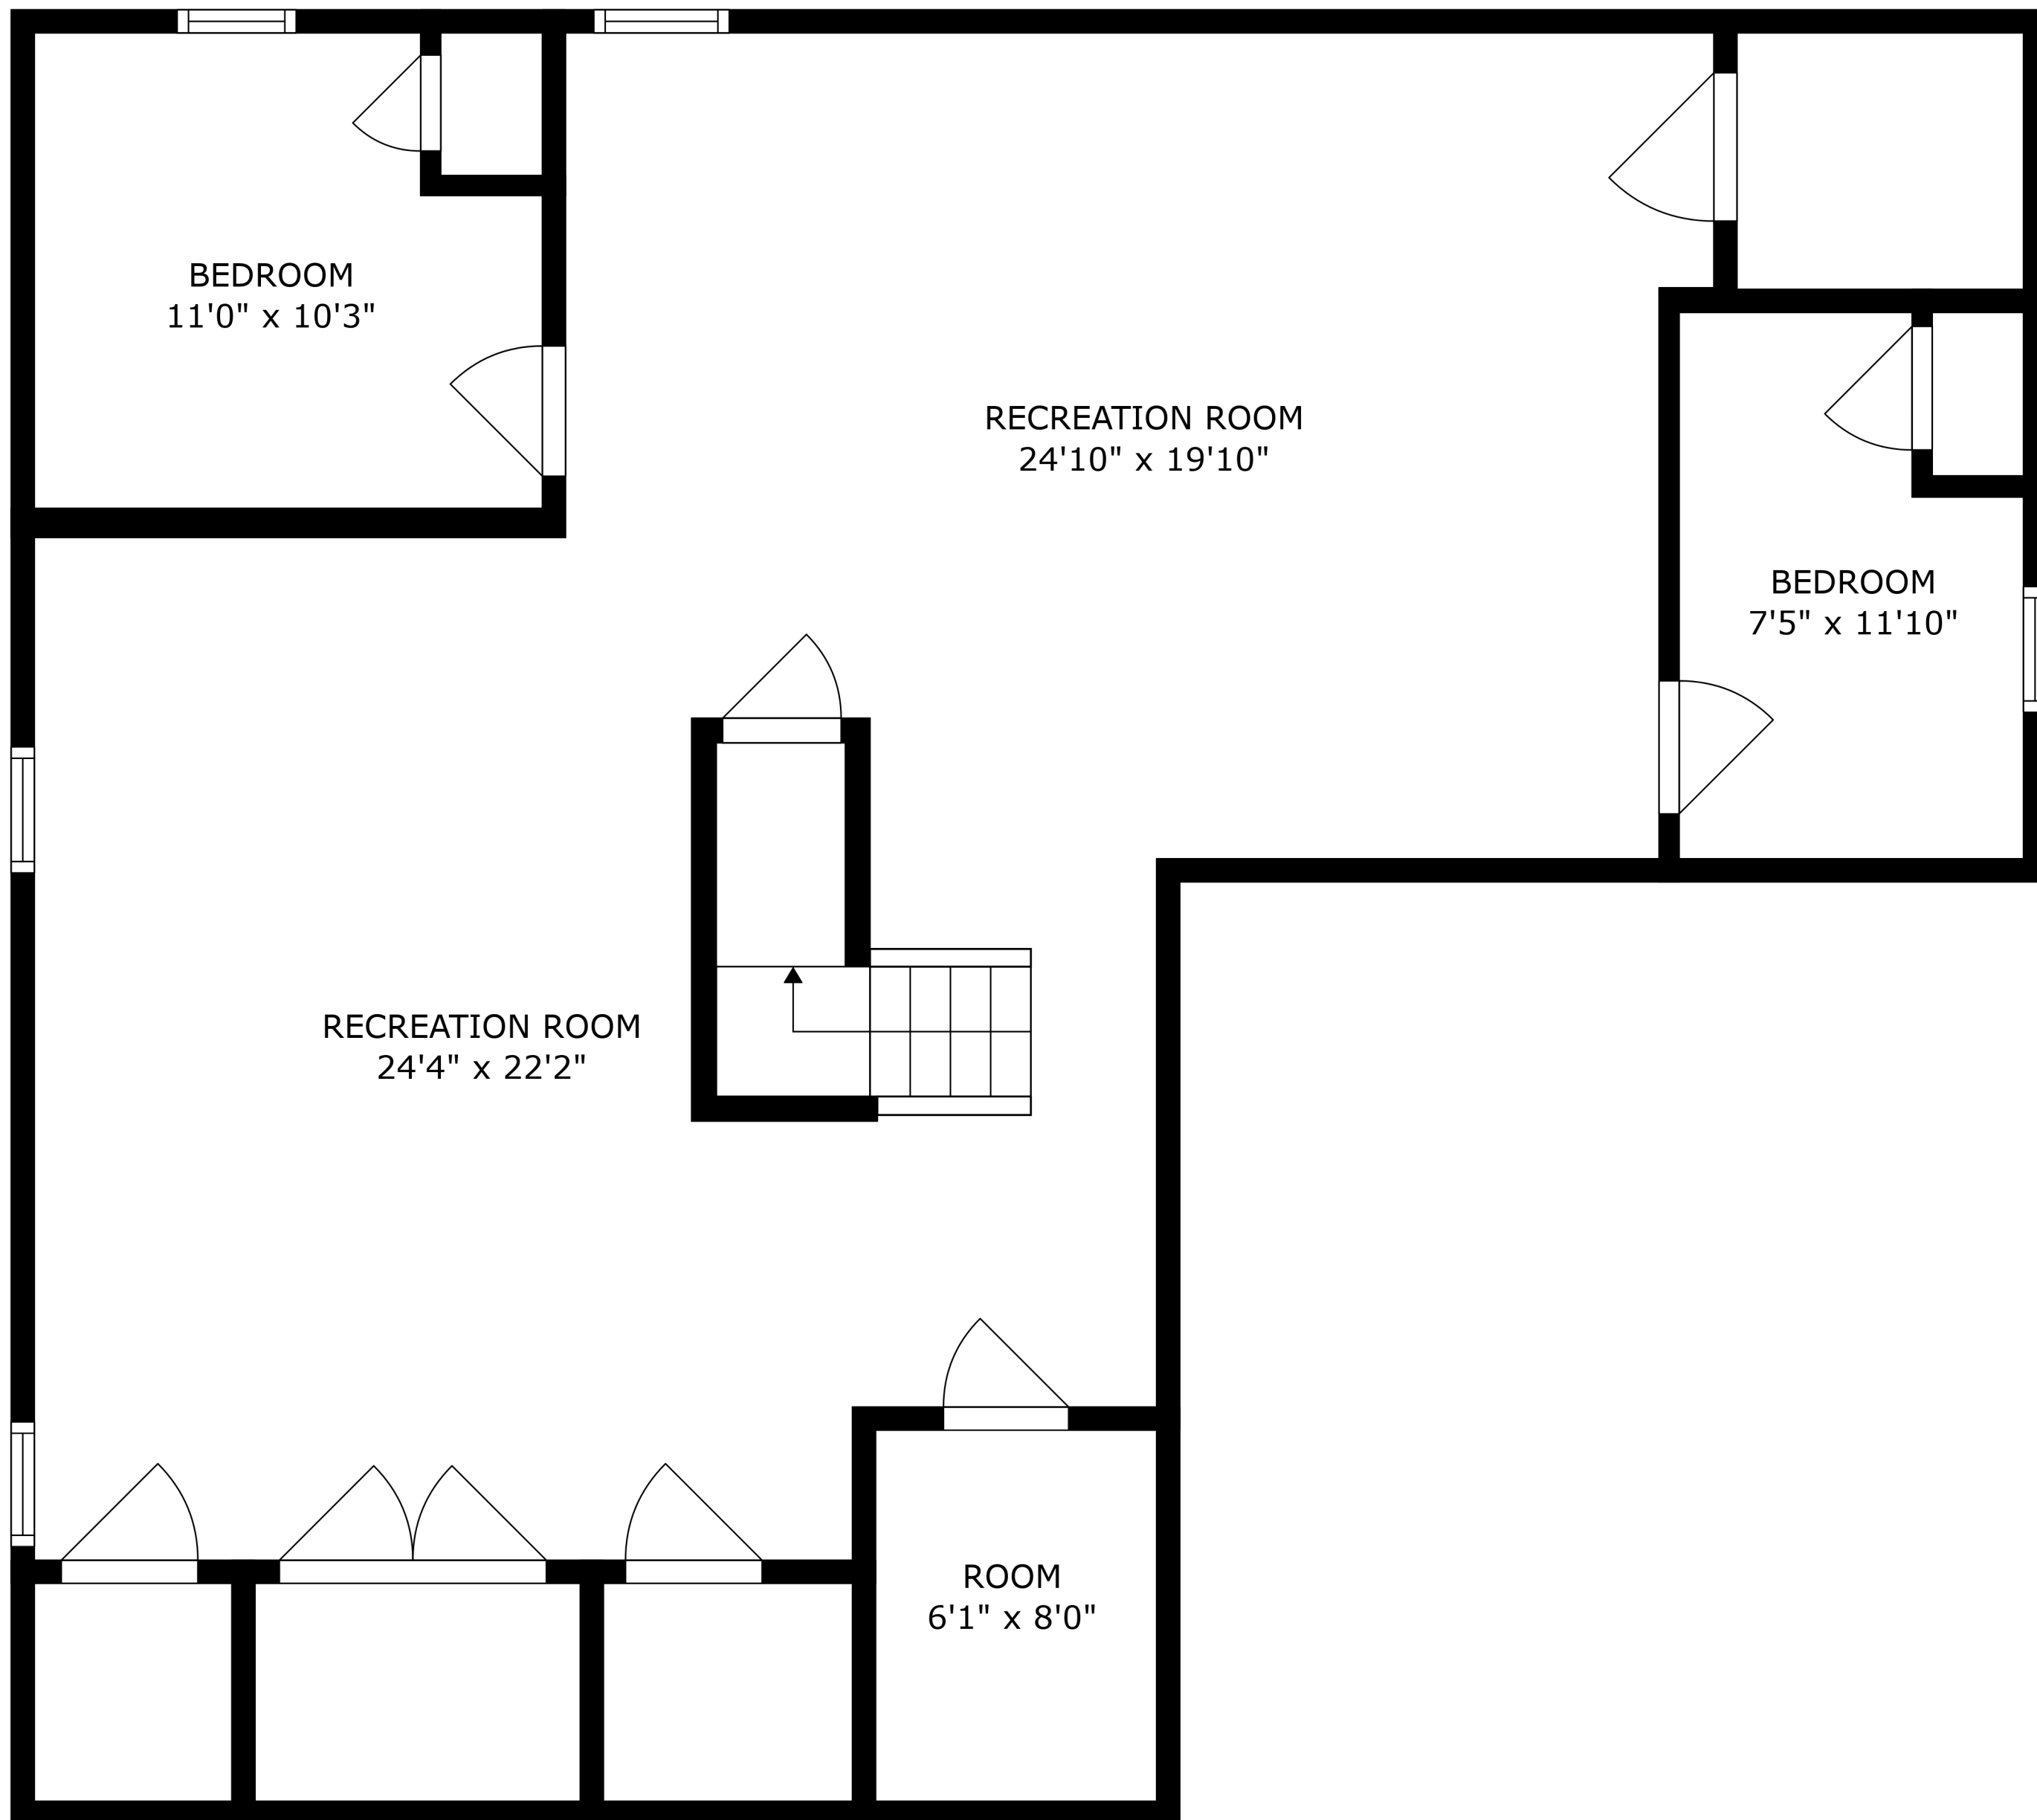 BEDROOM
11'0" x 10'3"
RECREATION ROOM
24'10" x 19'10"
BEDROOM
7'5" x 11'10"
RECREATION ROOM
24'4" x 22'2"
ROOM
6'1" x 8'0"